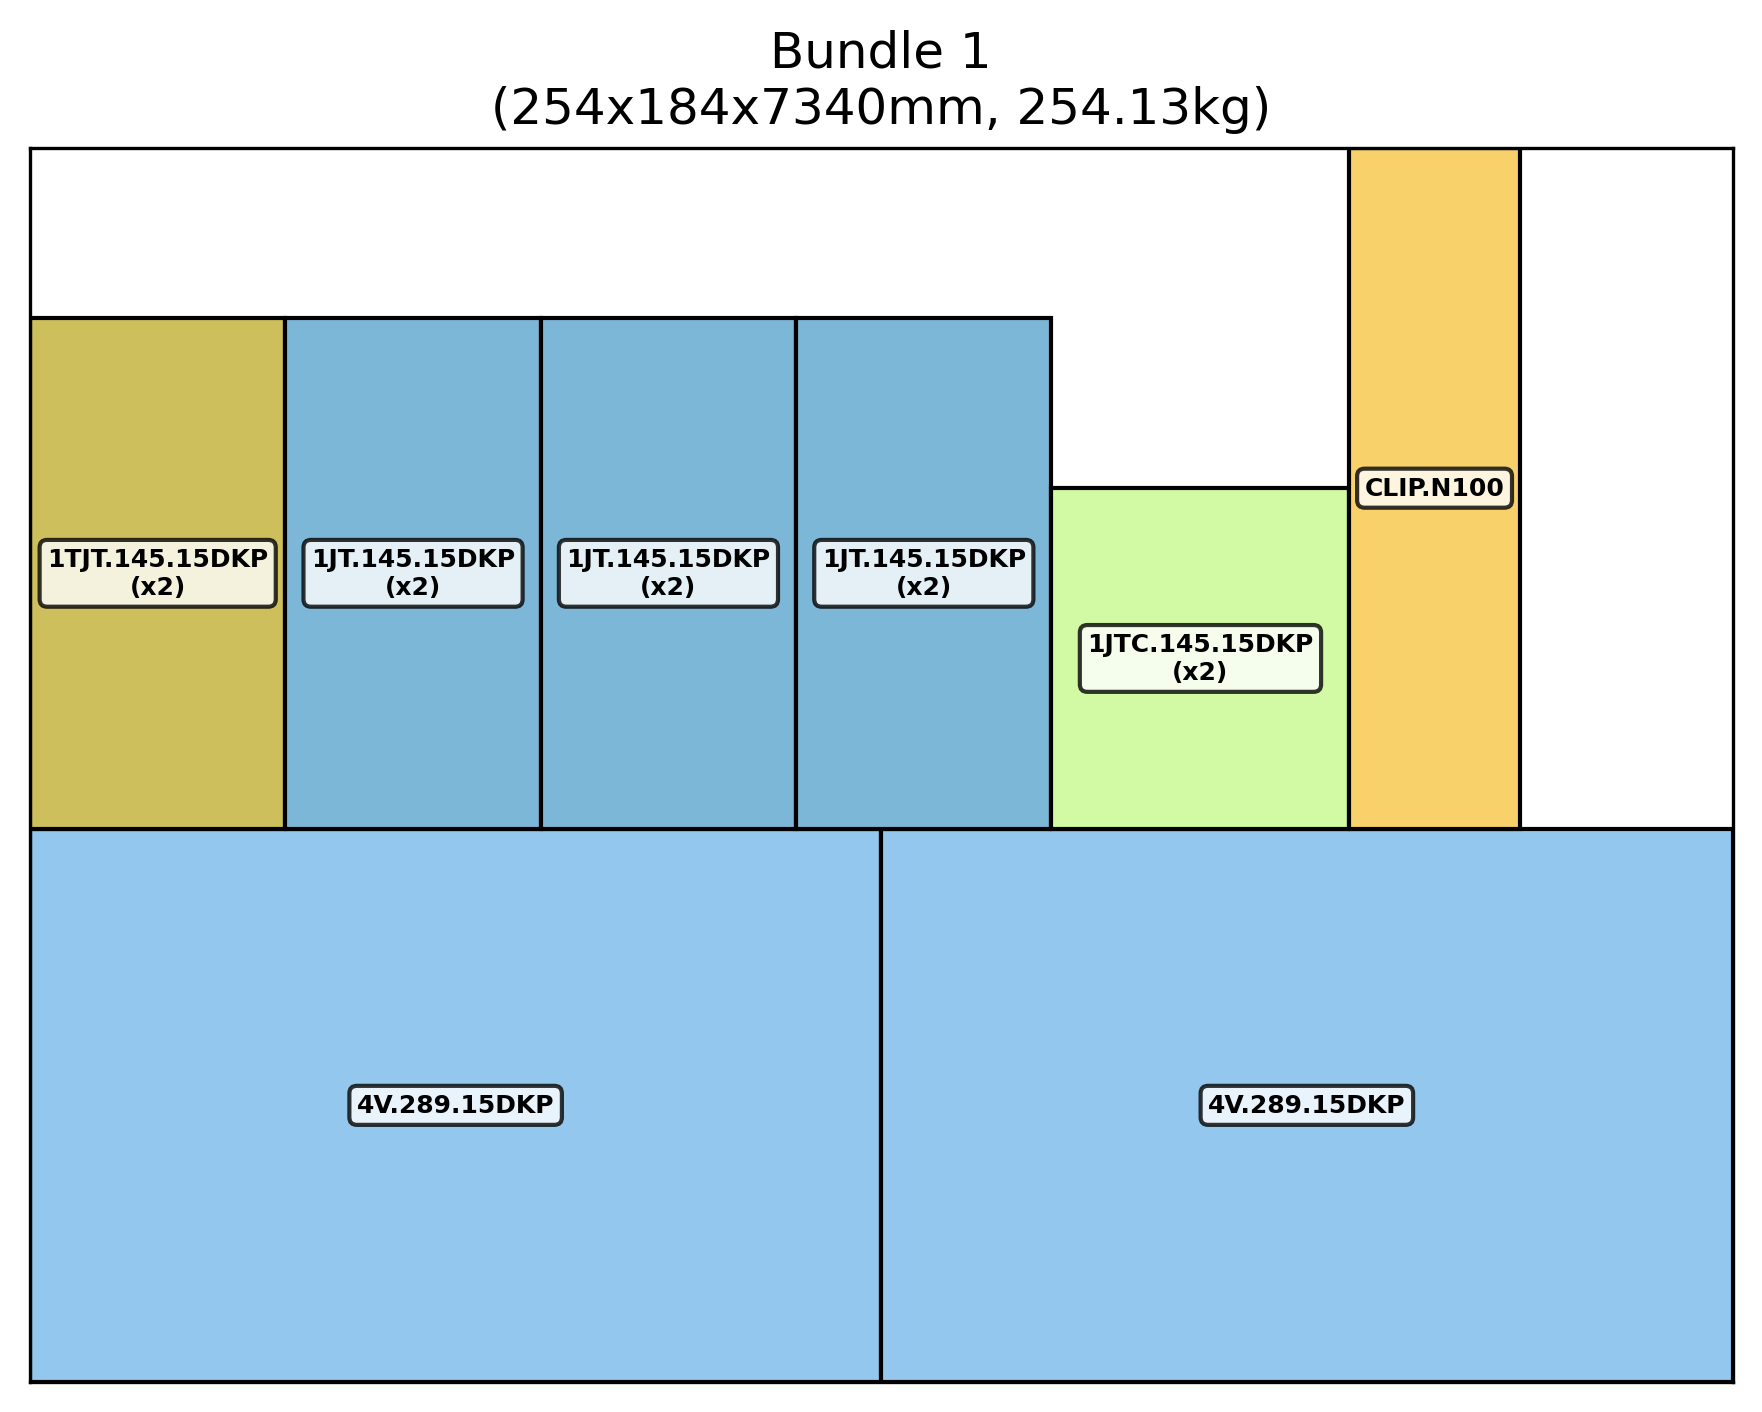 Bundle 1
(254x184x7340mm, 254.13kg)
CLIP.N100
1TJT.145.15DKP
(x2)
1JT.145.15DKP
(x2)
1JT.145.15DKP
(x2)
1JT.145.15DKP
(x2)
1JTC.145.15DKP
(x2)
4V.289.15DKP
4V.289.15DKP